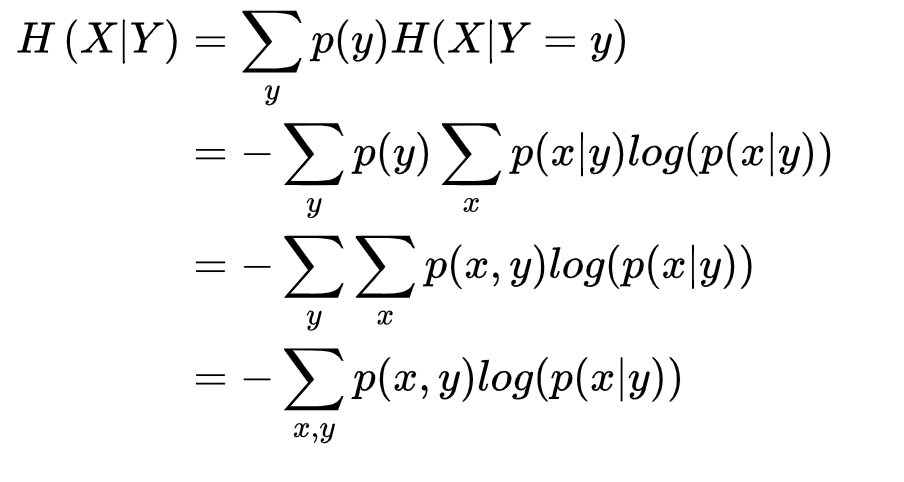 H (X|Y) = ∑_y p(y)H(X|Y = y)
= − ∑_y p(y) ∑_x p(x|y)log(p(x|y))
= − ∑_y ∑_x p(x, y)log(p(x|y))
= − ∑_{x,y} p(x, y)log(p(x|y))